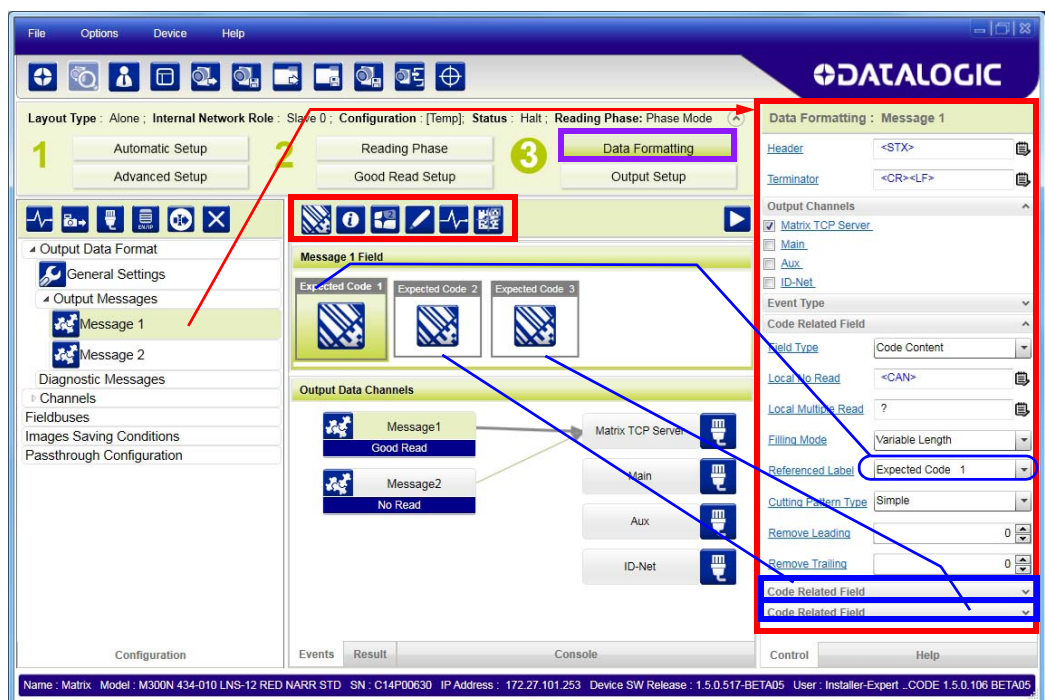 File Options Device Help
DATALOGIC
Layout Type : Alone ; Internal Network Role : Slave 0 ; Configuration : [Temp]; Status : Halt ; Reading Phase: Phase Mode
1 Automatic Setup 2 Reading Phase 3 Data Formatting
Advanced Setup Good Read Setup Output Setup
EN/IP
Output Data Format
General Settings
Output Messages
Message 1
Message 2
Diagnostic Messages
Channels
Fieldbuses
Images Saving Conditions
Passthrough Configuration
Configuration
Message 1 Field
Expected Code 1 Expected Code 2 Expected Code 3
Output Data Channels
Message1
Good Read
Message2
No Read
Matrix TCP Server
Main
Aux
ID-Net
Events Result Console
Data Formatting : Message 1
Header <STX>
Terminator <CR><LF>
Output Channels
Matrix TCP Server
Main
Aux
ID-Net
Event Type
Code Related Field
Field Type Code Content
Local No Read <CAN>
Local Multiple Read ?
Filling Mode Variable Length
Referenced Label Expected Code 1
Cutting Pattern Type Simple
Remove Leading 0
Remove Trailing 0
Code Related Field
Code Related Field
Control Help
Name : Matrix Model : M300N 434-010 LNS-12 RED NARR STD SN : C14P00630 IP Address : 172.27.101.253 Device SW Release : 1.5.0.517-BETA05 User : Installer-Expert ..CODE 1.5.0.106 BETA05